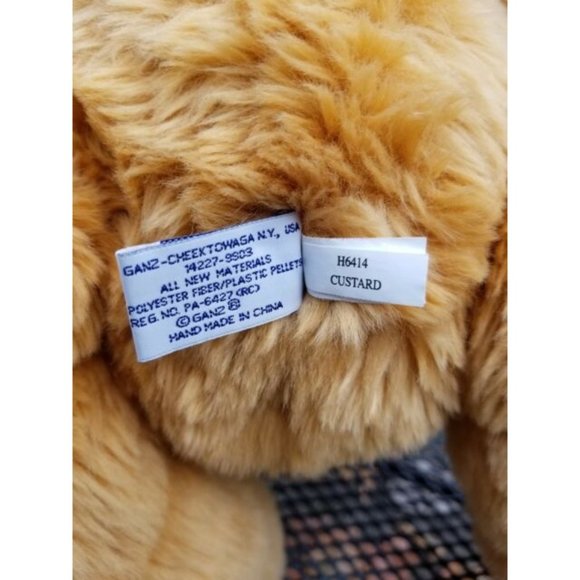 GANZ-CHEEKTOWAGA N.Y., USA
14227-9903
ALL NEW MATERIALS
POLYESTER FIBER/PLASTIC PELLETS
REG. NO. PA-6427 (RC)
© GANZ ®
HAND MADE IN CHINA
H6414
CUSTARD